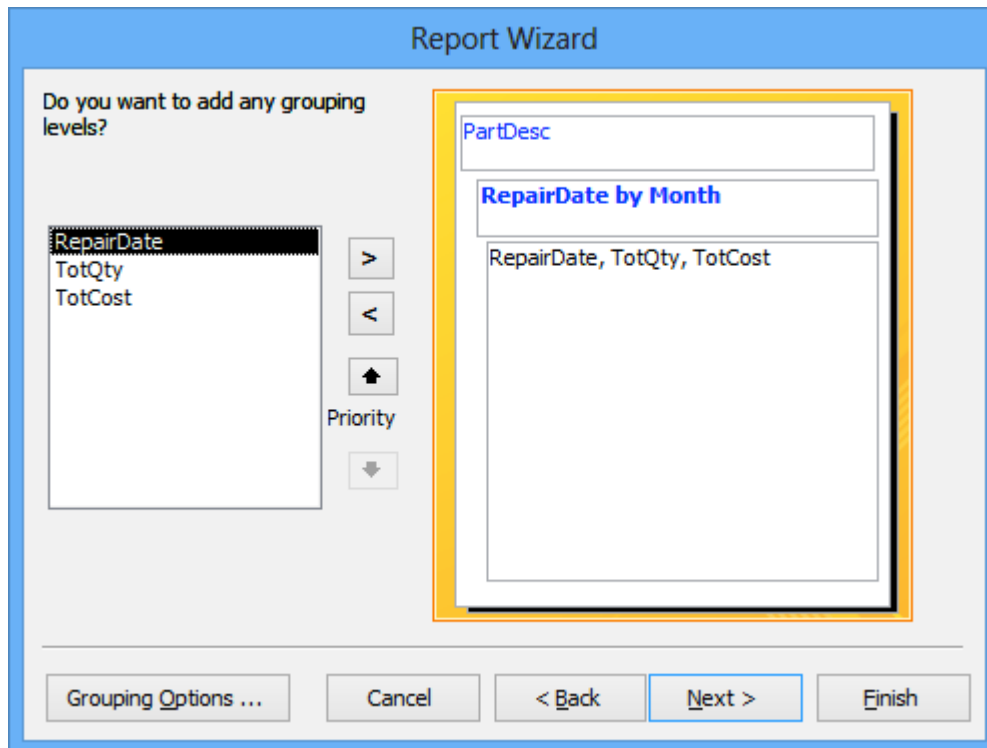 Report Wizard
Do you want to add any grouping
levels?
RepairDate
TotQty
TotCost
>
<
Priority
PartDesc
RepairDate by Month
RepairDate, TotQty, TotCost
Grouping Options ...
Cancel
< Back
Next >
Finish